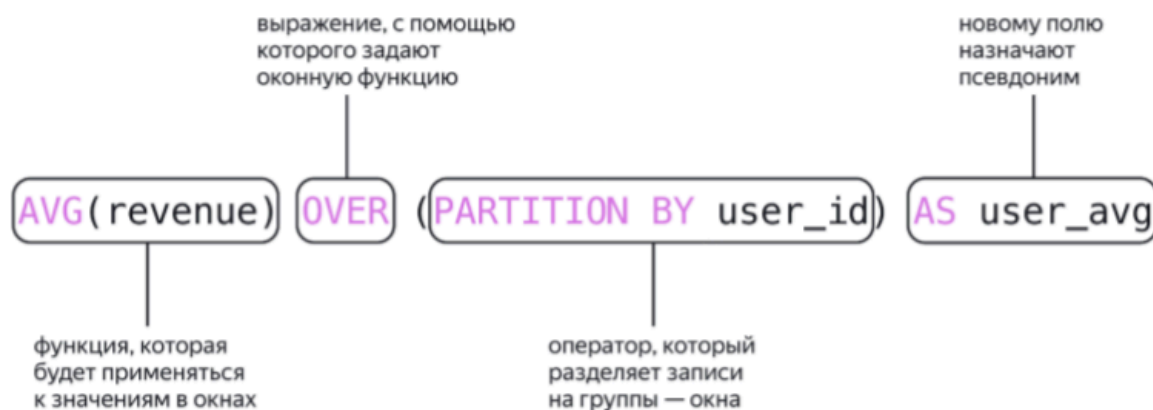 выражение, с помощью
которого задают
оконную функцию
новому полю
назначают
псевдоним
AVG(revenue) OVER (PARTITION BY user_id) AS user_avg
функция, которая
будет применяться
к значениям в окнах
оператор, который
разделяет записи
на группы — окна